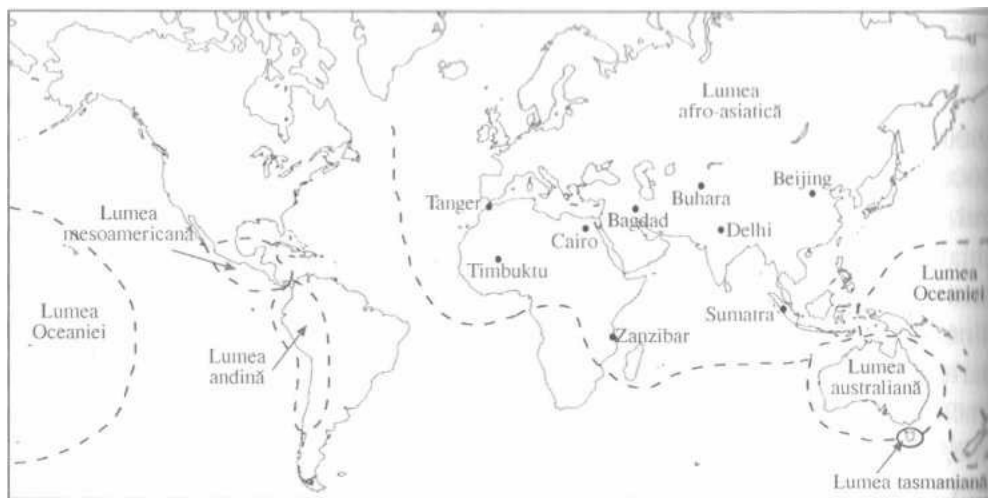 Lumea
afro-asiatică
Beijing
Buhara
Tanger
Bagdad
Delhi
Cairo
Lumea
mesoamericană
Timbuktu
Lumea
Oceaniei
Lumea
Oceaniei
Sumatra
Zanzibar
Lumea
andină
Lumea
australiană
Lumea tasmaniană